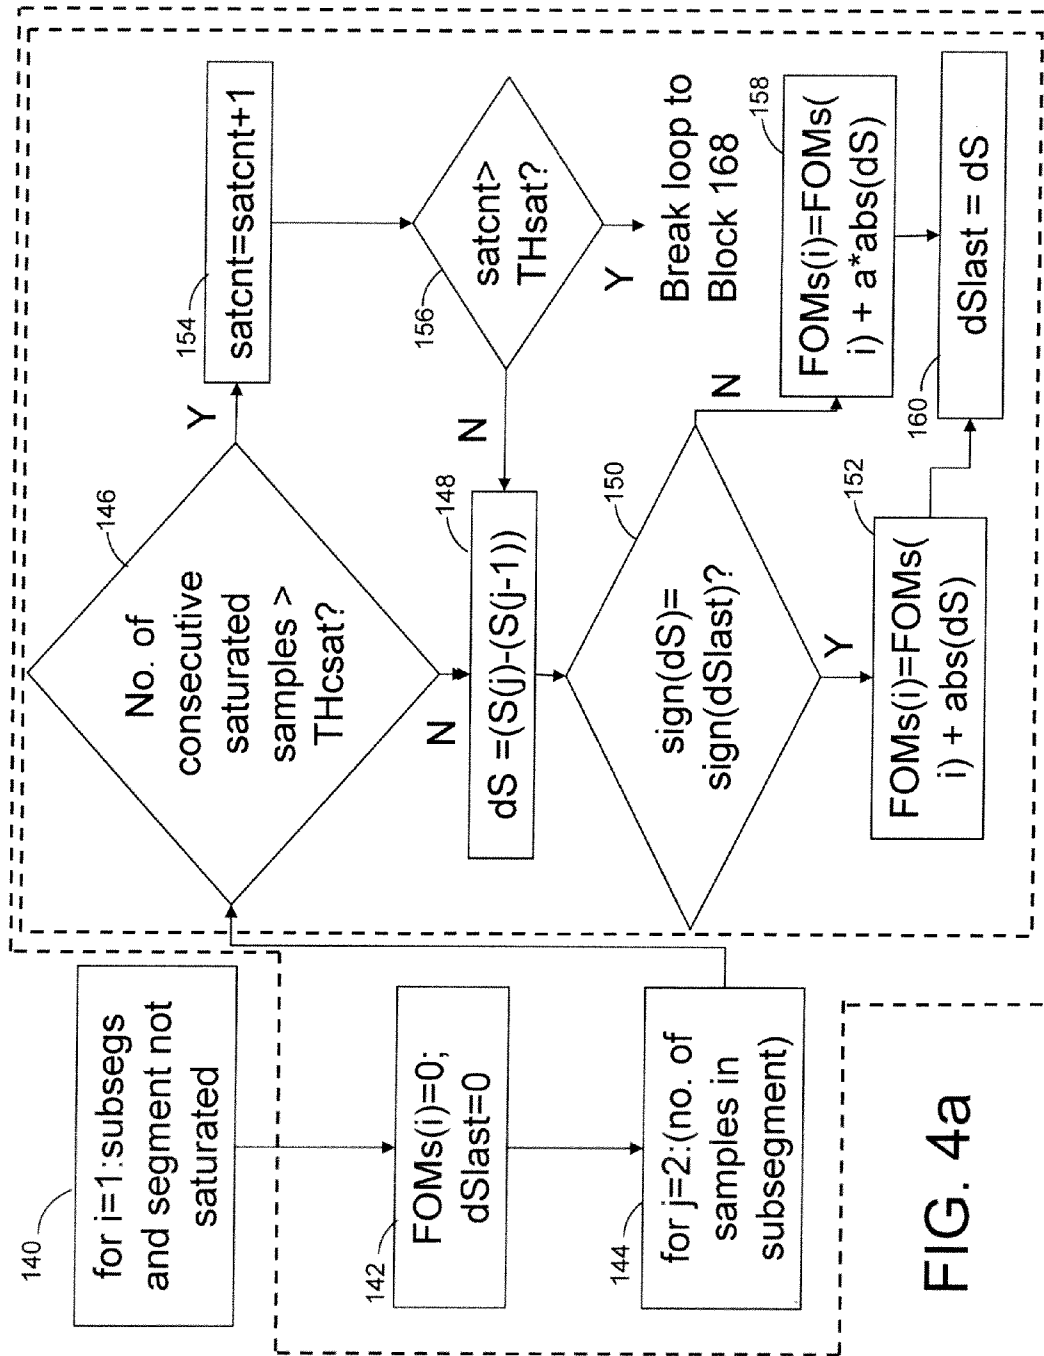 140
for i=1:subsegs
and segment not
saturated
142
FOMs(i)=0;
dSlast=0
144
for j=2:(no. of
samples in
subsegment)
146
No. of
consecutive
saturated
samples >
THcsat?
Y
N
154
satcnt=satcnt+1
156
satcnt>
THsat?
N
Y
Break loop to
Block 168
148
dS =(S(j)-(S(j-1))
150
sign(dS)=
sign(dSlast)?
N
Y
152
FOMs(i)=FOMs(
i) + abs(dS)
158
FOMs(i)=FOMs(
i) + a*abs(dS)
160
dSlast = dS
FIG. 4a